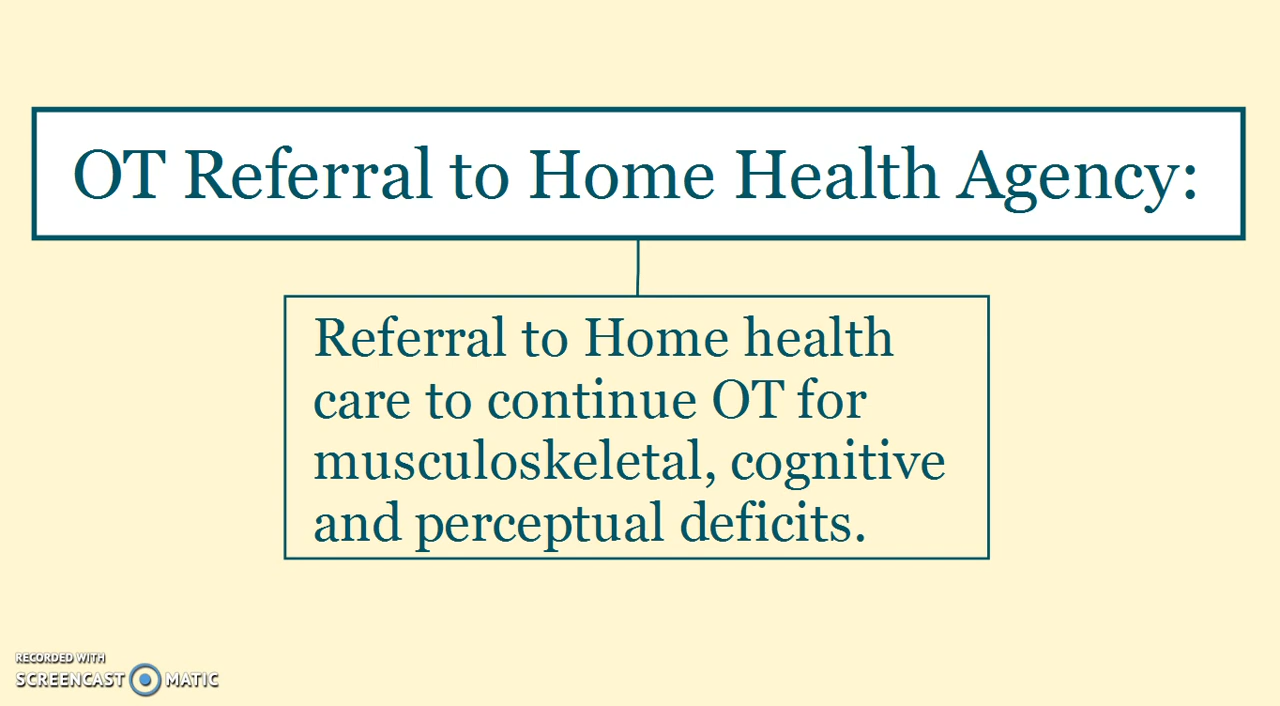 OT Referral to Home Health Agency:
Referral to Home health
care to continue OT for
musculoskeletal, cognitive
and perceptual deficits.
RECORDED WITH
SCREENCAST MATIC